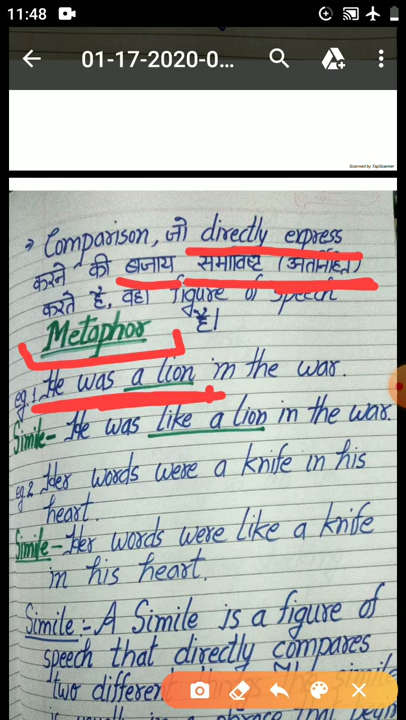 11:48
01-17-2020-0...
Scanned by TapScanner
→ Comparison, जो directly express
करने की बाजाय समाविष्ट (अंतर्निहित)
करते है, वहा figure of speech
Metaphor है।
eg.1 He was a lion in the war.
Simile- He was like a lion in the war.
eg.2 Her words were a knife in his
heart.
Simile- Her words were like a knife
in his heart.
Simile:- A Simile is a figure of
speech that directly compares
two different things